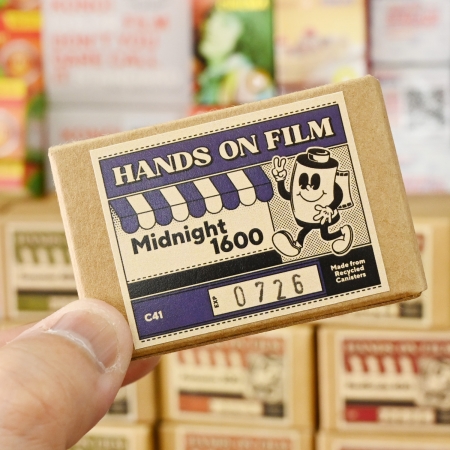 HANDS ON FILM
Midnight
1600
Made from
Recycled
Canisters
C41
EXP
0726